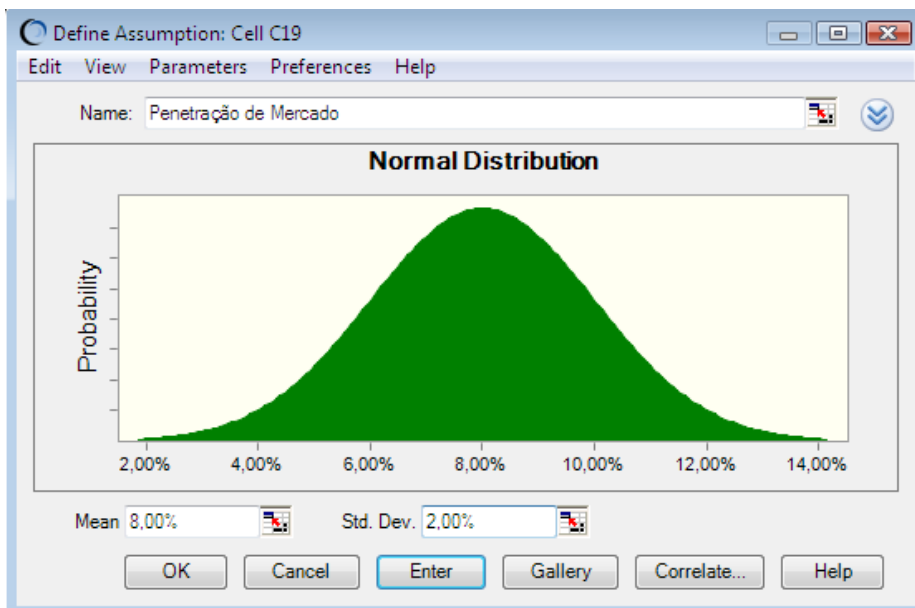 Define Assumption: Cell C19
Edit View Parameters Preferences Help
Name: Penetração de Mercado
Normal Distribution
Probability
2,00% 4,00% 6,00% 8,00% 10,00% 12,00% 14,00%
Mean 8,00% Std. Dev. 2,00%
OK Cancel Enter Gallery Correlate... Help